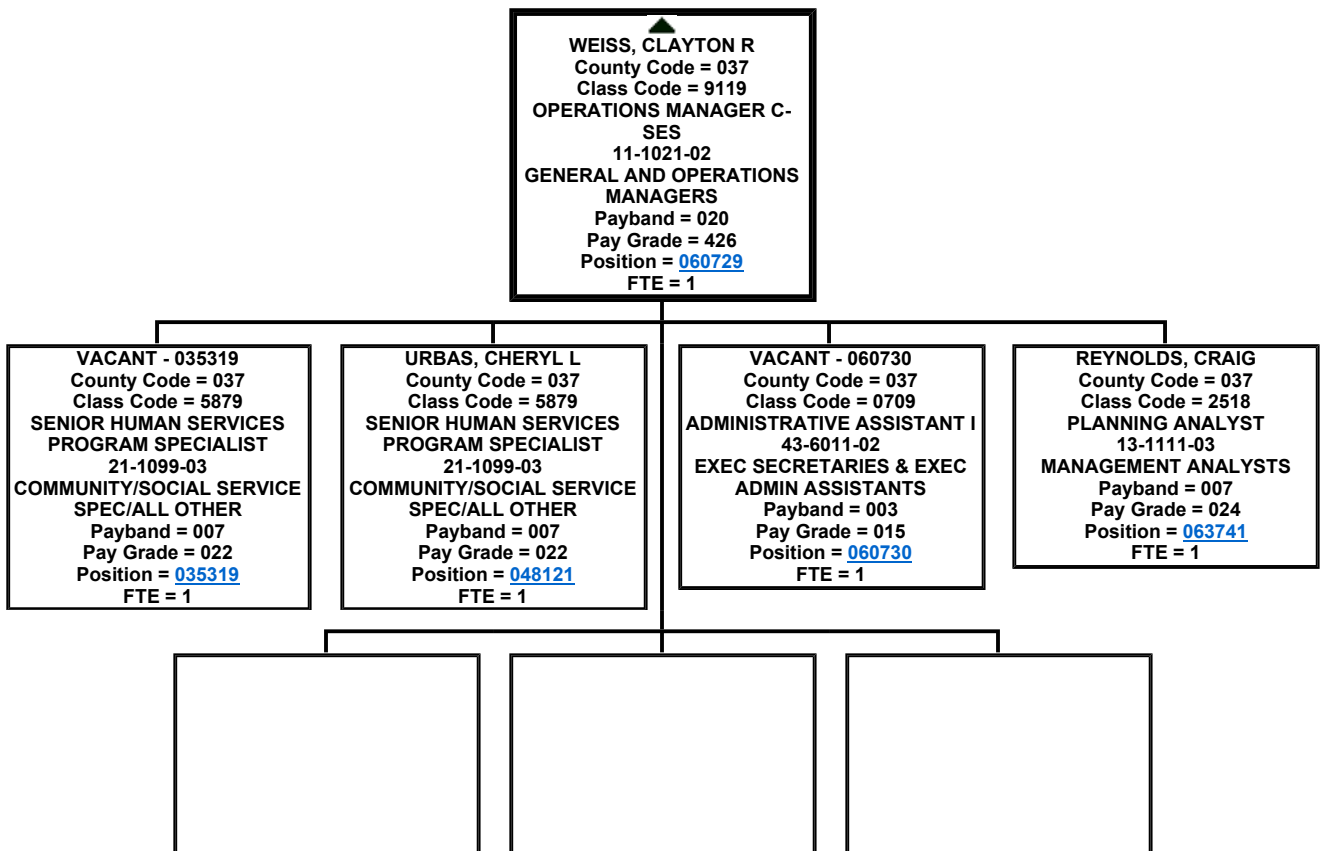 WEISS, CLAYTON R
County Code = 037
Class Code = 9119
OPERATIONS MANAGER C-
SES
11-1021-02
GENERAL AND OPERATIONS
MANAGERS
Payband = 020
Pay Grade = 426
Position = 060729
FTE = 1
VACANT - 035319
County Code = 037
Class Code = 5879
SENIOR HUMAN SERVICES
PROGRAM SPECIALIST
21-1099-03
COMMUNITY/SOCIAL SERVICE
SPEC/ALL OTHER
Payband = 007
Pay Grade = 022
Position = 035319
FTE = 1
URBAS, CHERYL L
County Code = 037
Class Code = 5879
SENIOR HUMAN SERVICES
PROGRAM SPECIALIST
21-1099-03
COMMUNITY/SOCIAL SERVICE
SPEC/ALL OTHER
Payband = 007
Pay Grade = 022
Position = 048121
FTE = 1
VACANT - 060730
County Code = 037
Class Code = 0709
ADMINISTRATIVE ASSISTANT I
43-6011-02
EXEC SECRETARIES & EXEC
ADMIN ASSISTANTS
Payband = 003
Pay Grade = 015
Position = 060730
FTE = 1
REYNOLDS, CRAIG
County Code = 037
Class Code = 2518
PLANNING ANALYST
13-1111-03
MANAGEMENT ANALYSTS
Payband = 007
Pay Grade = 024
Position = 063741
FTE = 1